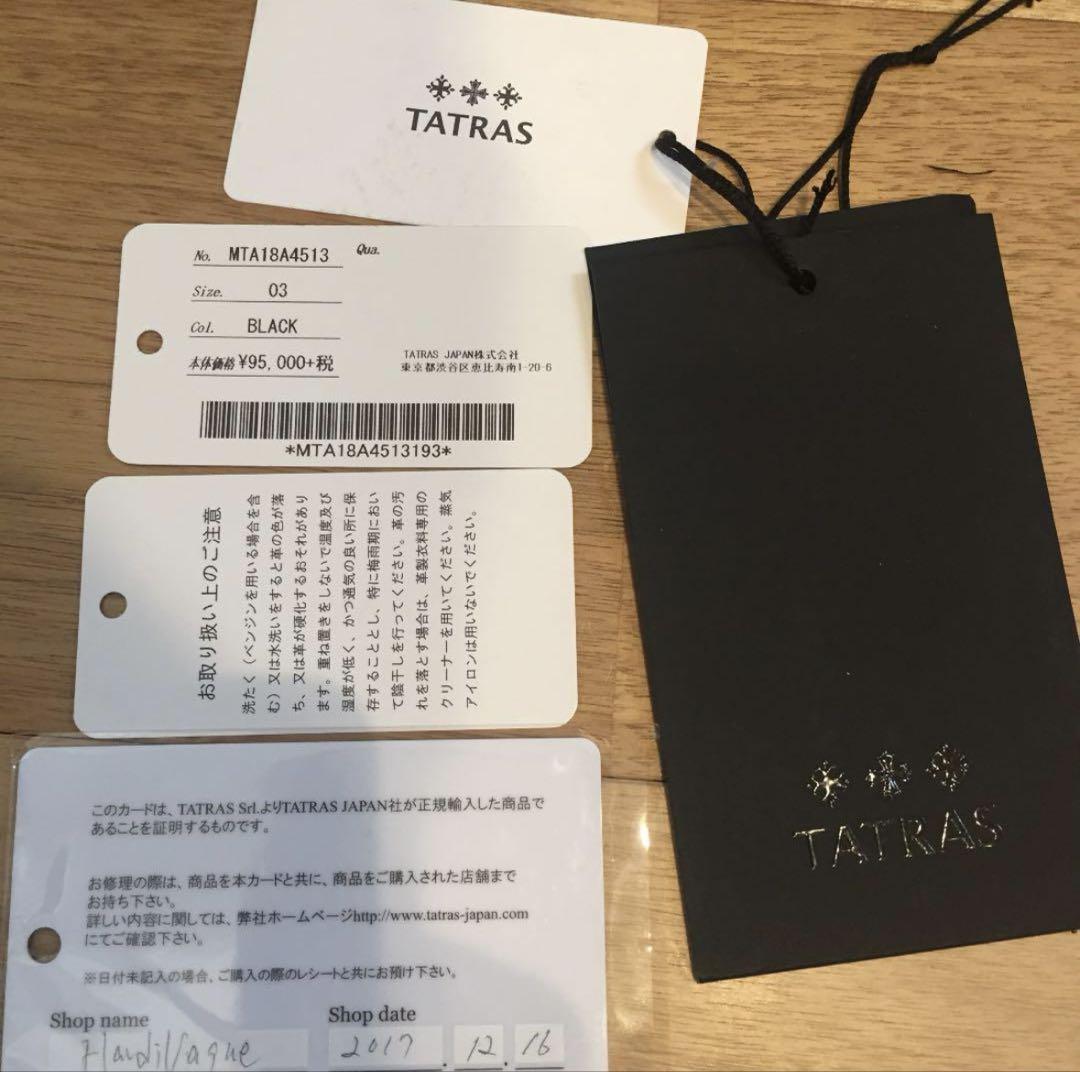 TATRAS
No. MTA18A4513 Qua.
Size. 03
Col. BLACK
本体価格 ¥95,000+税
TATRAS JAPAN株式会社
東京都渋谷区恵比寿南1-20-6
*MTA18A4513193*
お取り扱い上のご注意
洗たく（ベンジンを用いる場合を含
む）又は水洗いをすると革の色が落
ち、又は革が硬化するおそれがあり
ます。重ね置きをしないで温度及び
湿度が低く、かつ通気の良い所に保
存することとし、特に梅雨期におい
て陰干しを行ってください。革の汚
れを落とす場合は、革製衣料専用の
クリーナーを用いてください。蒸気
アイロンは用いないでください。
このカードは、TATRAS Srl.よりTATRAS JAPAN社が正規輸入した商品で
あることを証明するものです。
お修理の際は、商品を本カードと共に、商品をご購入された店舗まで
お持ち下さい。
詳しい内容に関しては、弊社ホームページhttp://www.tatras-japan.com
にてご確認下さい。
※日付未記入の場合、ご購入の際のレシートと共にお預け下さい。
Shop name
Shop date
2017.12.16
TATRAS